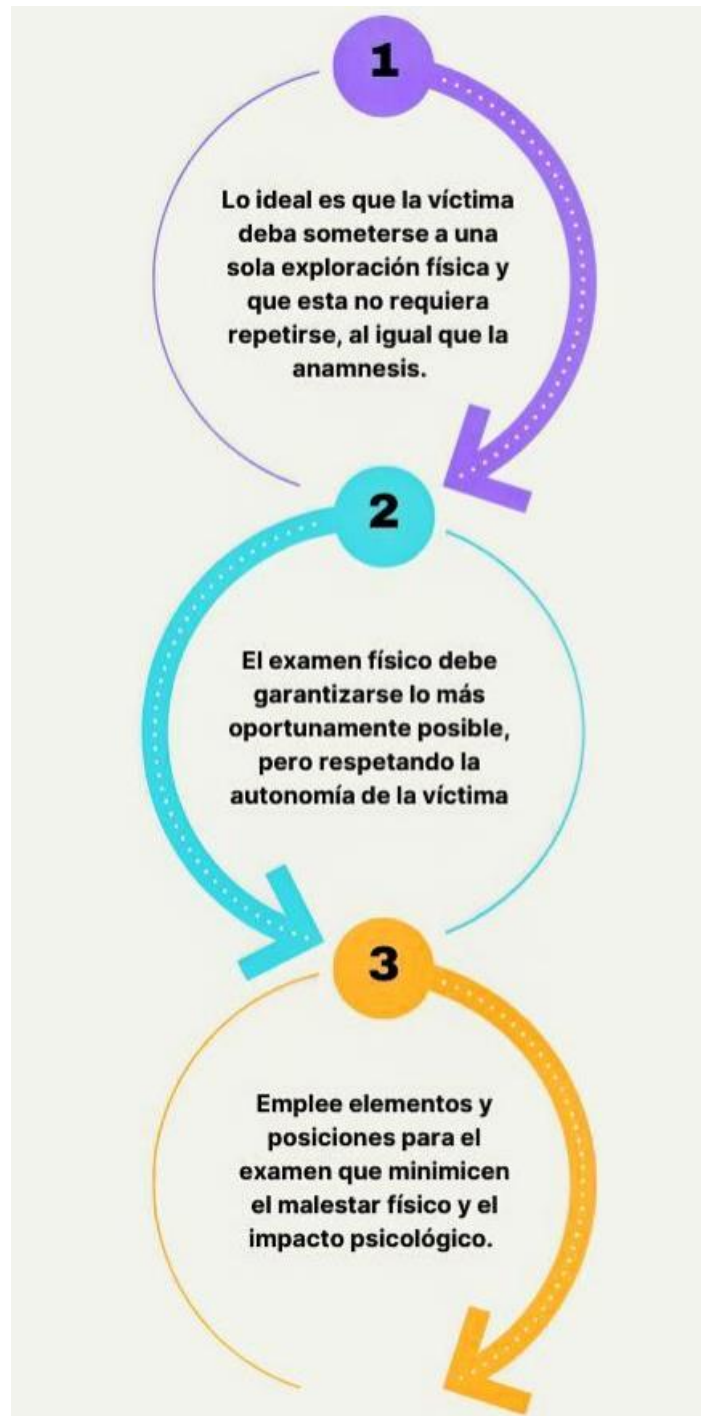 1
Lo ideal es que la víctima
deba someterse a una
sola exploración física y
que esta no requiera
repetirse, al igual que la
anamnesis.
2
El examen físico debe
garantizarse lo más
oportunamente posible,
pero respetando la
autonomía de la víctima
3
Emplee elementos y
posiciones para el
examen que minimicen
el malestar físico y el
impacto psicológico.